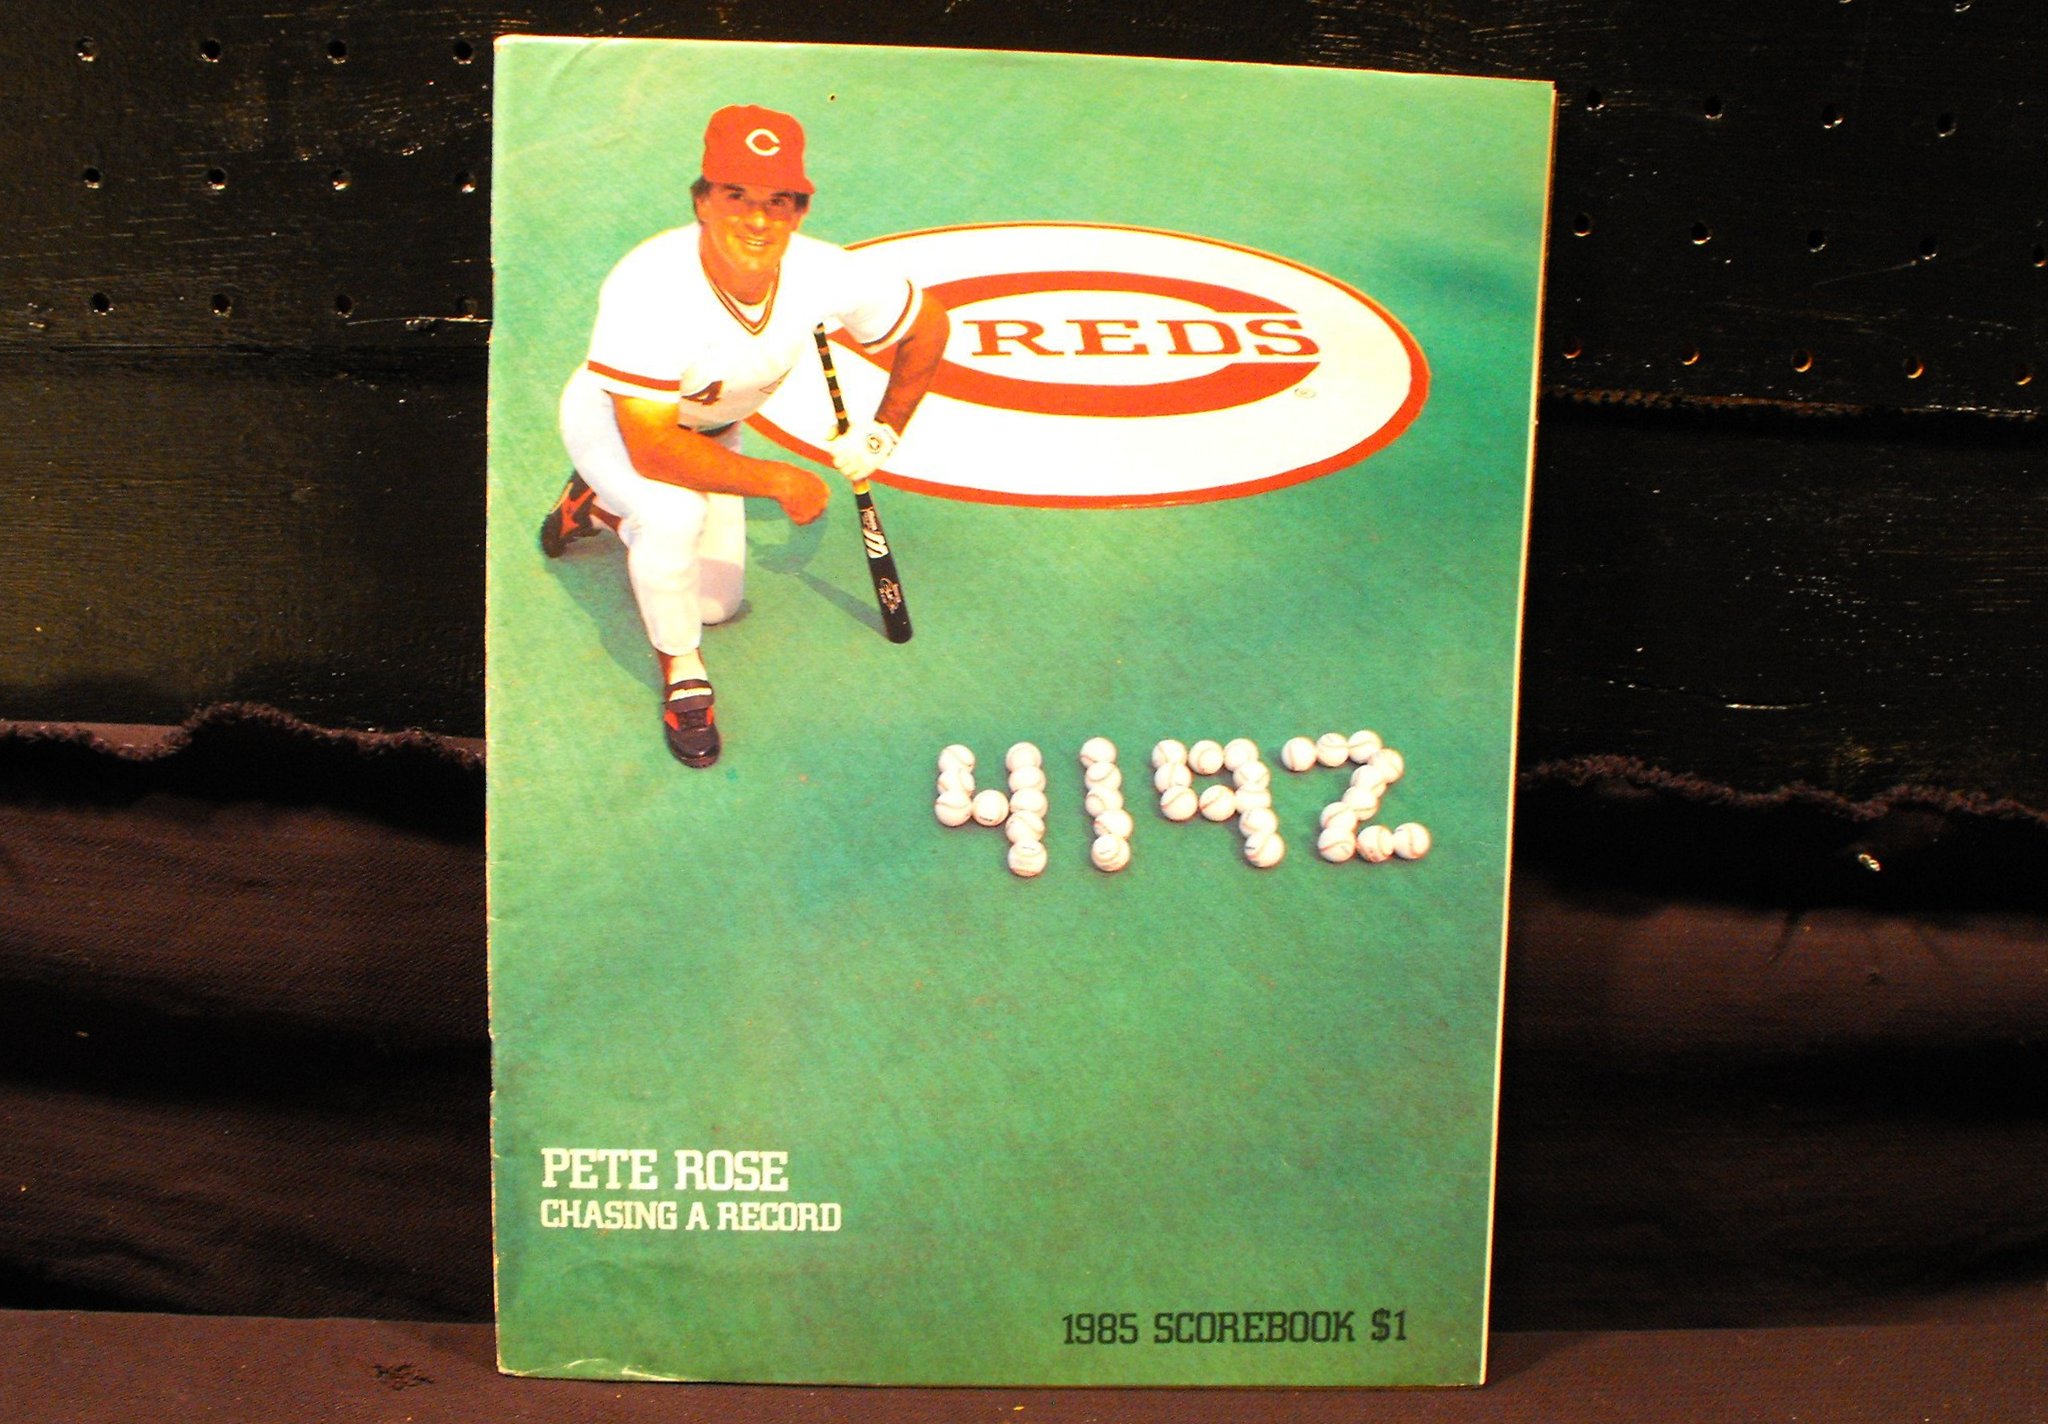 C
REDS
®
4
4192
PETE ROSE
CHASING A RECORD
1985 SCOREBOOK $1